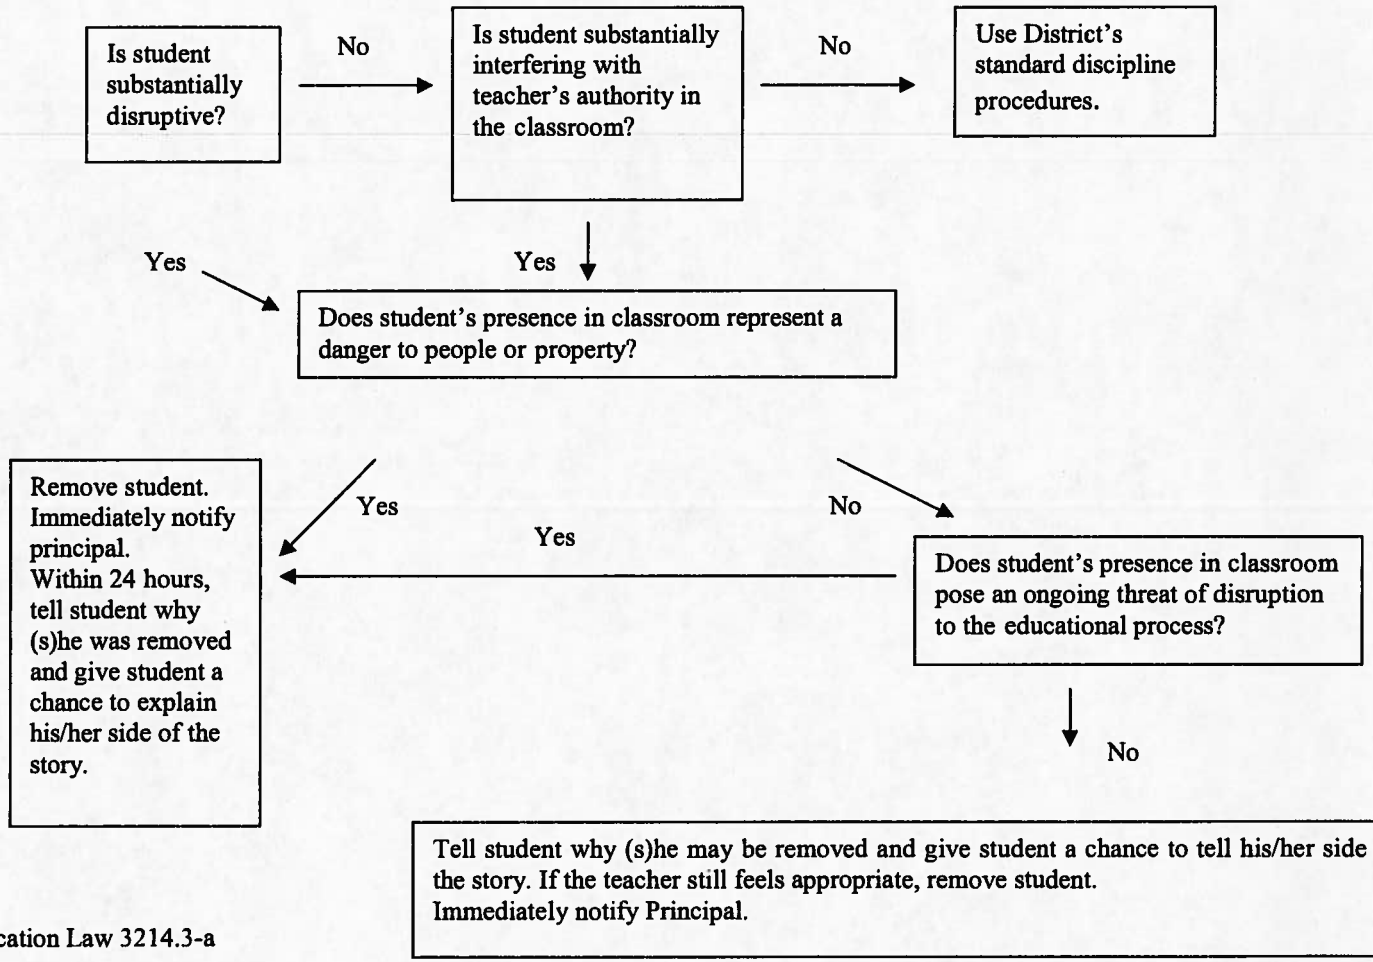 Is student
substantially
disruptive?
No
Is student substantially
interfering with
teacher's authority in
the classroom?
No
Use District's
standard discipline
procedures.
Yes
Yes
Does student's presence in classroom represent a
danger to people or property?
Remove student.
Immediately notify
principal.
Within 24 hours,
tell student why
(s)he was removed
and give student a
chance to explain
his/her side of the
story.
Yes
No
Yes
Does student's presence in classroom
pose an ongoing threat of disruption
to the educational process?
No
Tell student why (s)he may be removed and give student a chance to tell his/her side
the story. If the teacher still feels appropriate, remove student.
Immediately notify Principal.
cation Law 3214.3-a